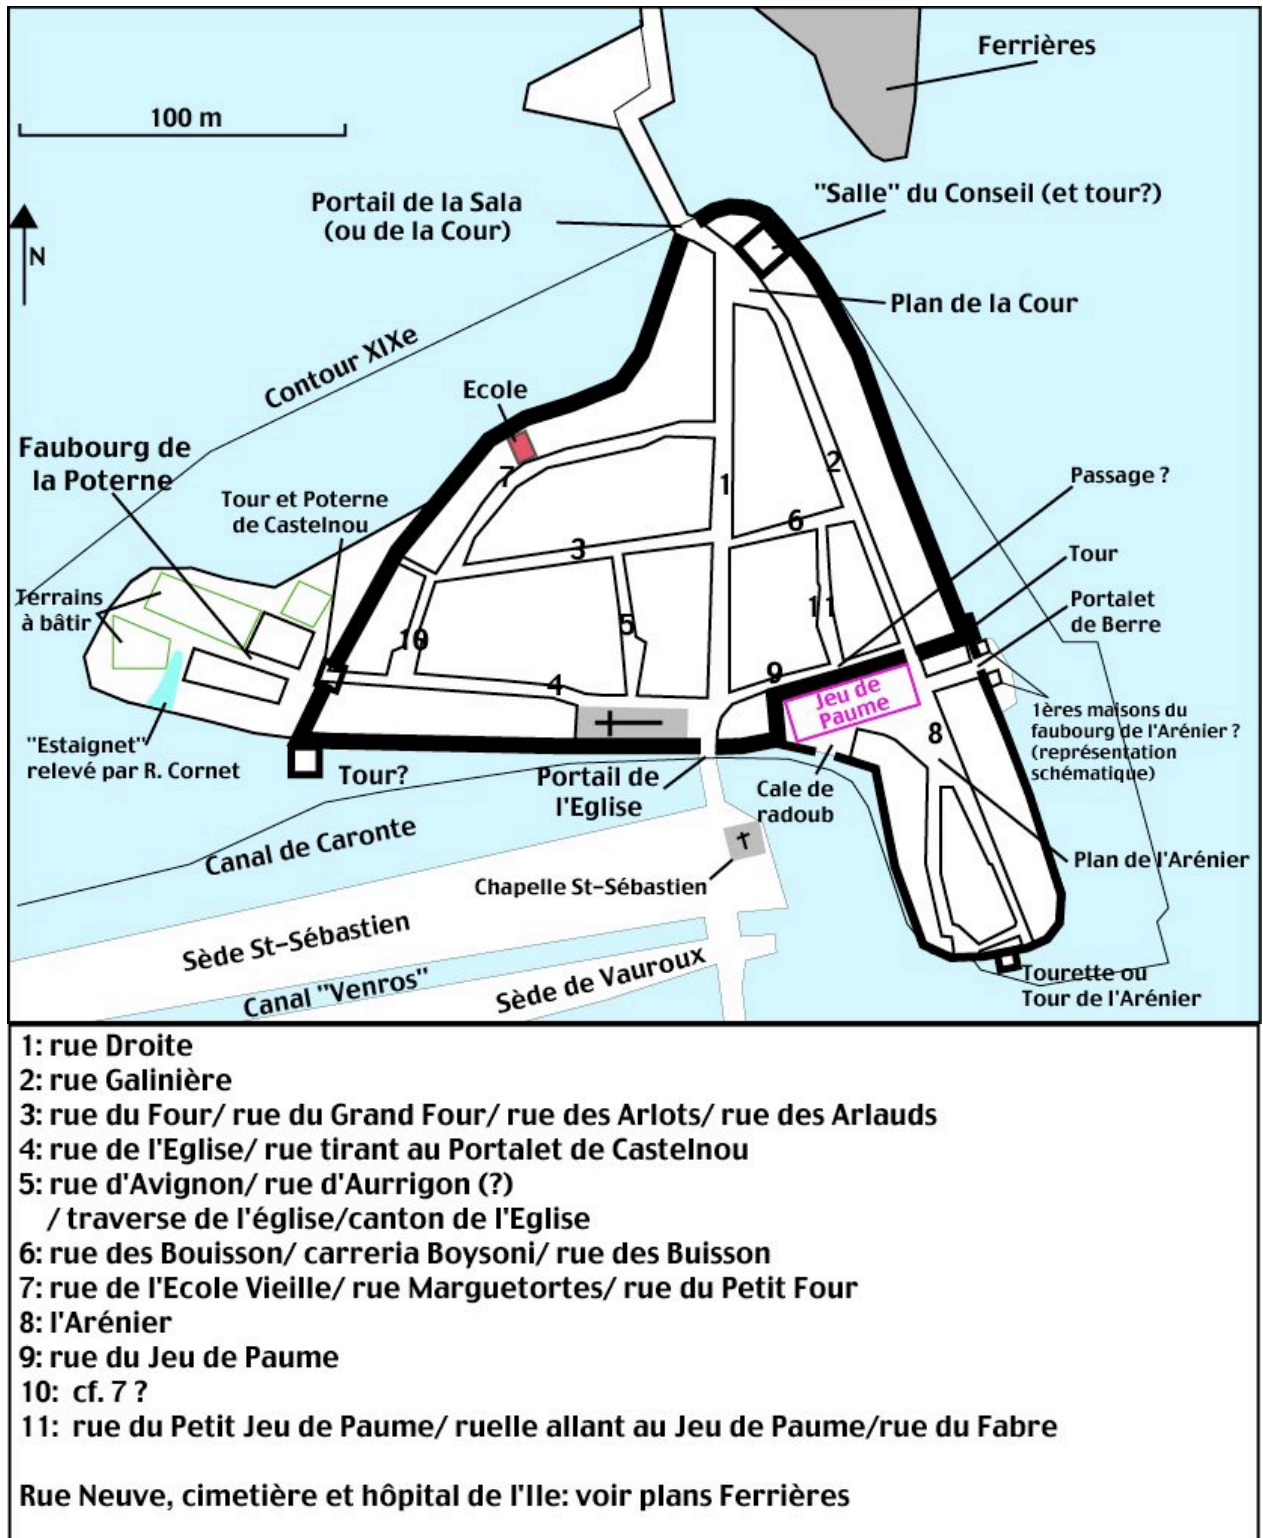 Ferrières
100 m
"Salle" du Conseil (et tour?)
Portail de la Sala
(ou de la Cour)
N
Plan de la Cour
Contour XIXe
Ecole
Faubourg de
la Poterne
Tour et Poterne
de Castelnou
7
1
2
Passage ?
6
3
Tour
Terrains
à bâtir
Portalet
de Berre
10
5
11
9
4
Jeu de
Paume
8
1ères maisons du
faubourg de l'Arénier ?
(représentation
schématique)
"Estaignet"
relevé par R. Cornet
Tour?
Portail de
l'Eglise
Cale de
radoub
Canal de Caronte
Plan de l'Arénier
Chapelle St-Sébastien
Sède St-Sébastien
Canal "Venros"
Sède de Vauroux
Tourette ou
Tour de l'Arénier
1: rue Droite
2: rue Galinière
3: rue du Four/ rue du Grand Four/ rue des Arlots/ rue des Arlauds
4: rue de l'Eglise/ rue tirant au Portalet de Castelnou
5: rue d'Avignon/ rue d'Aurrigon (?)
/ traverse de l'église/canton de l'Eglise
6: rue des Bouisson/ carreria Boysoni/ rue des Buisson
7: rue de l'Ecole Vieille/ rue Marguetortes/ rue du Petit Four
8: l'Arénier
9: rue du Jeu de Paume
10: cf. 7 ?
11: rue du Petit Jeu de Paume/ ruelle allant au Jeu de Paume/rue du Fabre
Rue Neuve, cimetière et hôpital de l'Ile: voir plans Ferrières